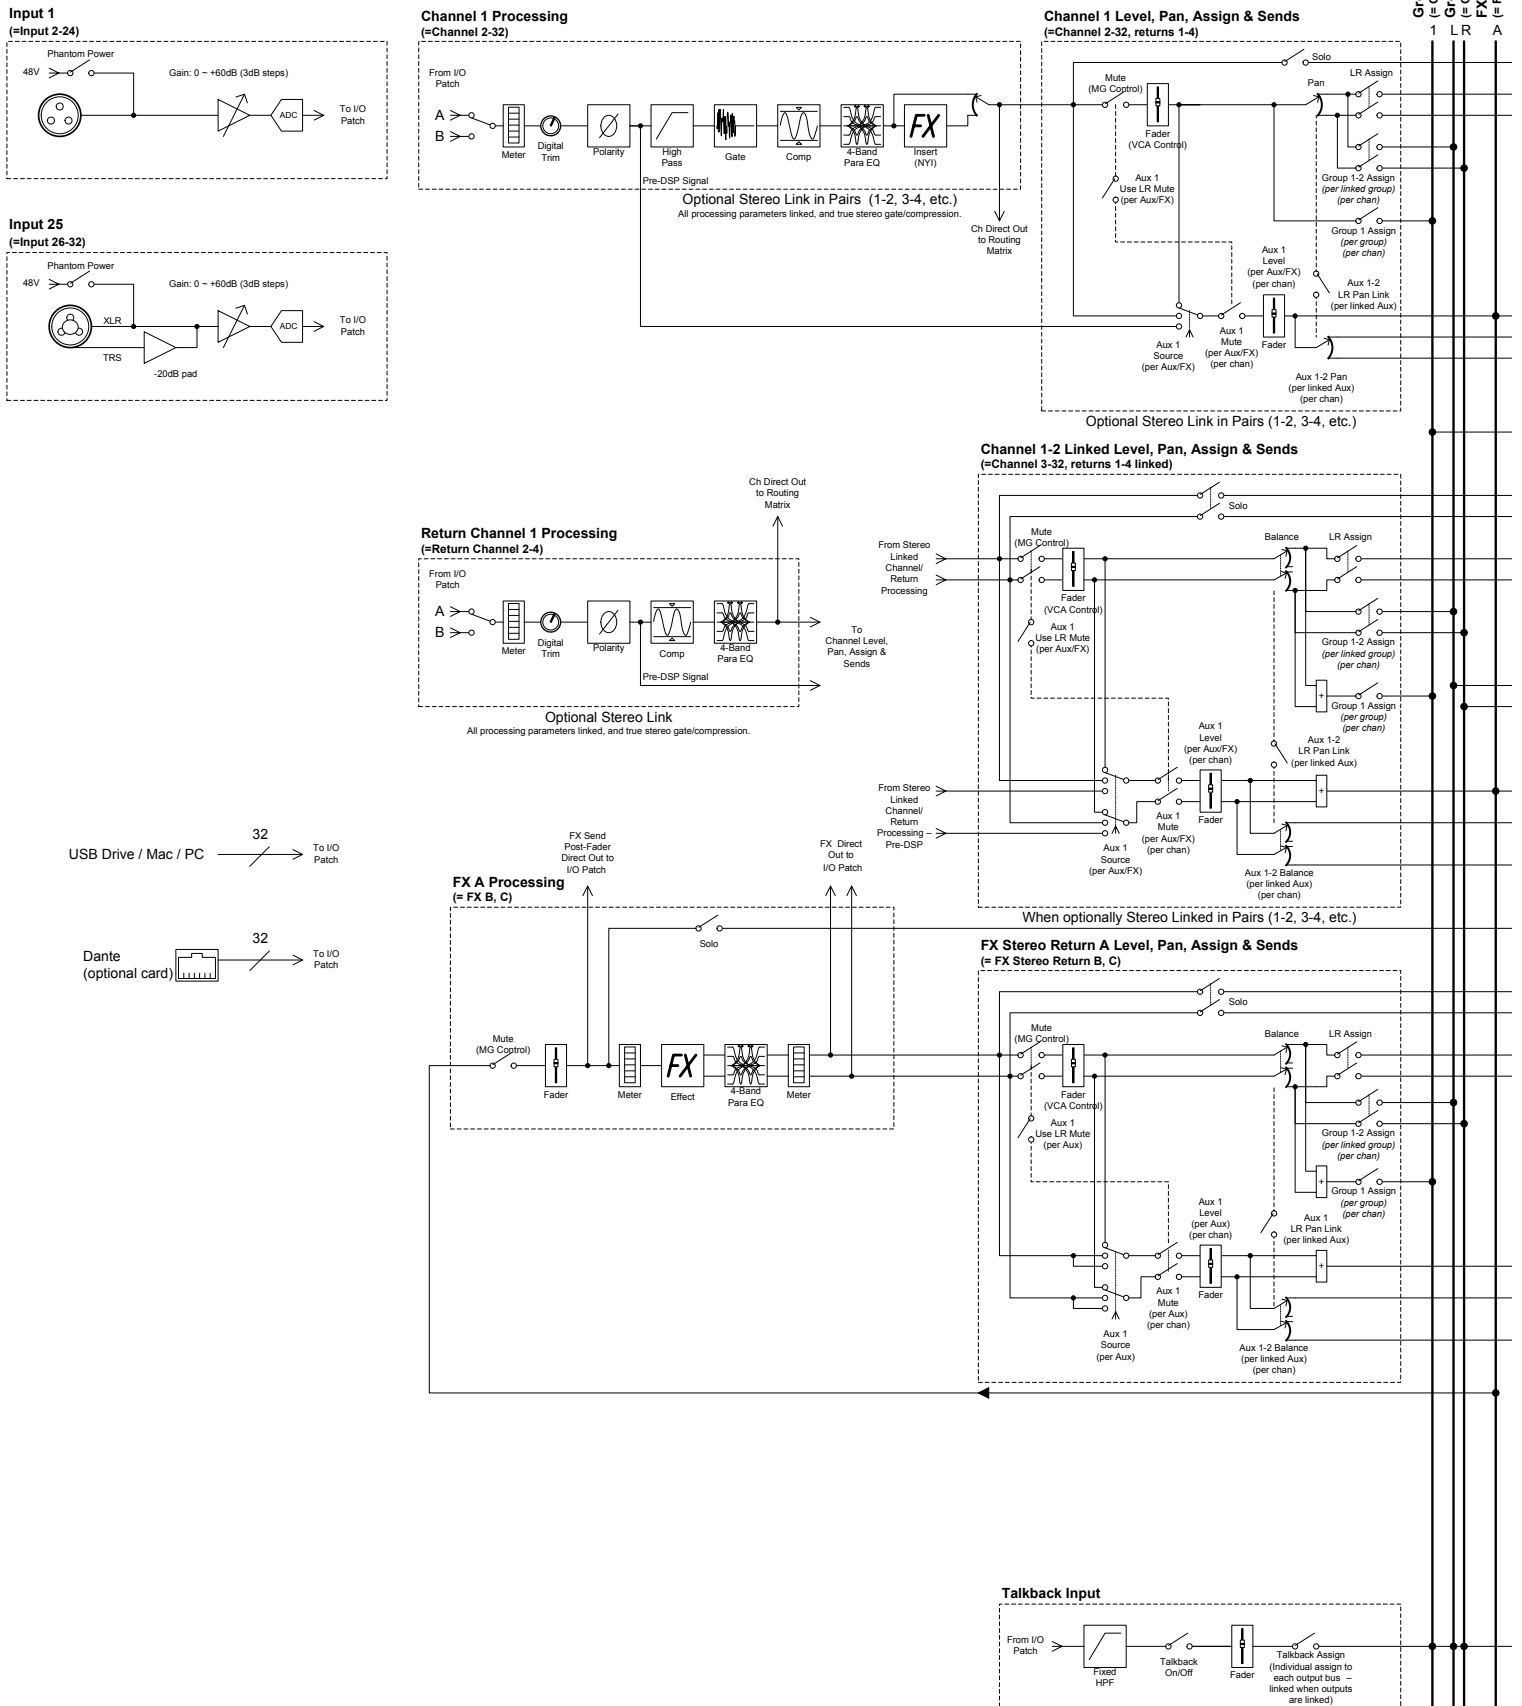 Input 1
(=Input 2-24)
Phantom Power
48V
Gain: 0 ~ +60dB (3dB steps)
ADC
To I/O
Patch
Input 25
(=Input 26-32)
Phantom Power
48V
Gain: 0 ~ +60dB (3dB steps)
XLR
TRS
-20dB pad
ADC
To I/O
Patch
Channel 1 Processing
(=Channel 2-32)
From I/O
Patch
A
B
Meter
Digital
Trim
Polarity
High
Pass
Gate
Comp
4-Band
Para EQ
FX
Insert
(NYI)
Pre-DSP Signal
Optional Stereo Link in Pairs (1-2, 3-4, etc.)
All processing parameters linked, and true stereo gate/compression.
Ch Direct Out
to Routing
Matrix
Channel 1 Level, Pan, Assign & Sends
(=Channel 2-32, returns 1-4)
Solo
Mute
(MG Control)
Fader
(VCA Control)
Pan
LR Assign
Aux 1
Use LR Mute
(per Aux/FX)
Group 1-2 Assign
(per linked group)
(per chan)
Group 1 Assign
(per group)
(per chan)
Aux 1
Level
(per Aux/FX)
(per chan)
Aux 1-2
LR Pan Link
(per linked Aux)
Aux 1
Source
(per Aux/FX)
Aux 1
Mute
(per Aux/FX)
(per chan)
Fader
Aux 1-2 Pan
(per linked Aux)
(per chan)
Optional Stereo Link in Pairs (1-2, 3-4, etc.)
FX
1
L
R
A
Return Channel 1 Processing
(=Return Channel 2-4)
From I/O
Patch
A
B
Meter
Digital
Trim
Polarity
Comp
4-Band
Para EQ
Pre-DSP Signal
Ch Direct Out
to Routing
Matrix
To
Channel Level,
Pan, Assign &
Sends
Optional Stereo Link
All processing parameters linked, and true stereo gate/compression.
Channel 1-2 Linked Level, Pan, Assign & Sends
(=Channel 3-32, returns 1-4 linked)
Solo
From Stereo
Linked
Channel/
Return
Processing
Mute
(MG Control)
Fader
(VCA Control)
Balance
LR Assign
Aux 1
Use LR Mute
(per Aux/FX)
Group 1-2 Assign
(per linked group)
(per chan)
+
Group 1 Assign
(per group)
(per chan)
Aux 1
Level
(per Aux/FX)
(per chan)
Aux 1-2
LR Pan Link
(per linked Aux)
From Stereo
Linked
Channel/
Return
Processing –
Pre-DSP
Aux 1
Source
(per Aux/FX)
Aux 1
Mute
(per Aux/FX)
(per chan)
Fader
+
Aux 1-2 Balance
(per linked Aux)
(per chan)
When optionally Stereo Linked in Pairs (1-2, 3-4, etc.)
USB Drive / Mac / PC
32
To I/O
Patch
Dante
(optional card)
32
To I/O
Patch
FX A Processing
(= FX B, C)
FX Send
Post-Fader
Direct Out to
I/O Patch
FX Direct
Out to
I/O Patch
Solo
Mute
(MG Control)
Fader
Meter
FX
Effect
4-Band
Para EQ
Meter
FX Stereo Return A Level, Pan, Assign & Sends
(= FX Stereo Return B, C)
Solo
Mute
(MG Control)
Fader
(VCA Control)
Balance
LR Assign
Aux 1
Use LR Mute
(per Aux)
Group 1-2 Assign
(per linked group)
(per chan)
+
Group 1 Assign
(per group)
(per chan)
Aux 1
Level
(per Aux)
(per chan)
Aux 1
LR Pan Link
(per linked Aux)
Aux 1
Source
(per Aux)
Aux 1
Mute
(per Aux)
(per chan)
Fader
+
Aux 1-2 Balance
(per linked Aux)
(per chan)
Talkback Input
From I/O
Patch
Fixed
HPF
Talkback
On/Off
Fader
Talkback Assign
(Individual assign to
each output bus –
linked when outputs
are linked)